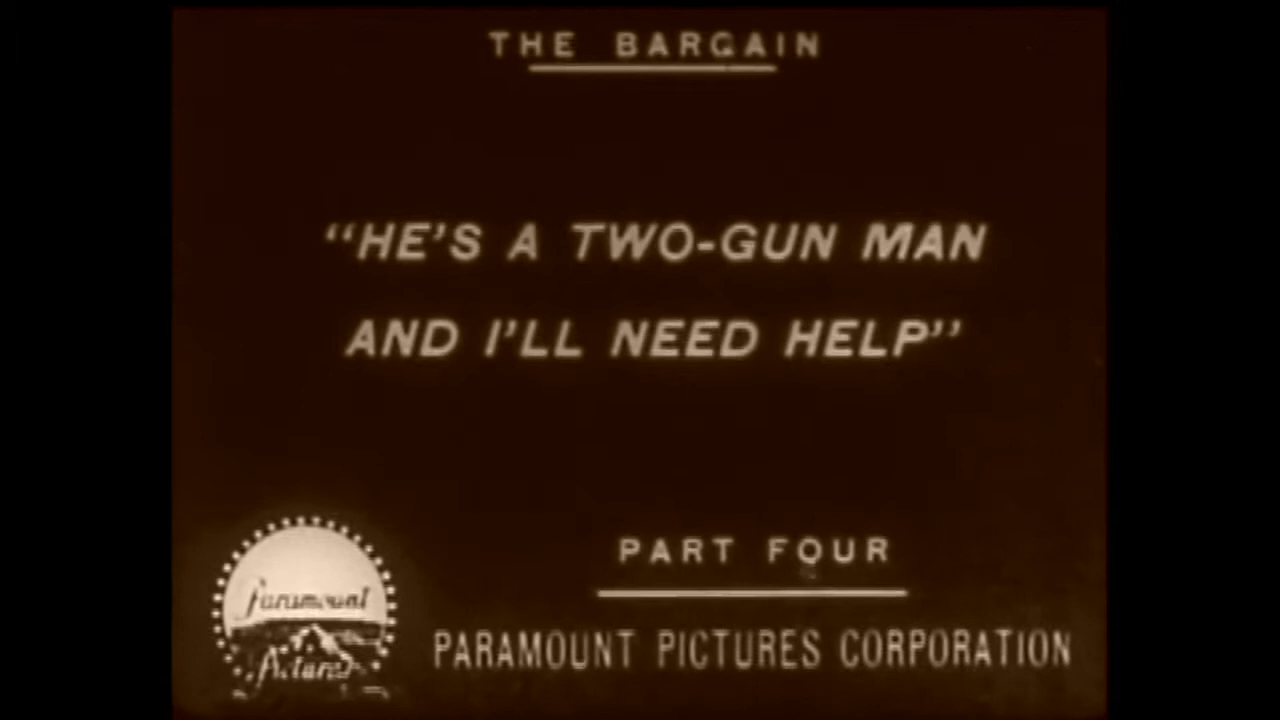 THE BARGAIN
“HE'S A TWO-GUN MAN
AND I'LL NEED HELP”
PART FOUR
Paramount
Pictures
PARAMOUNT PICTURES CORPORATION